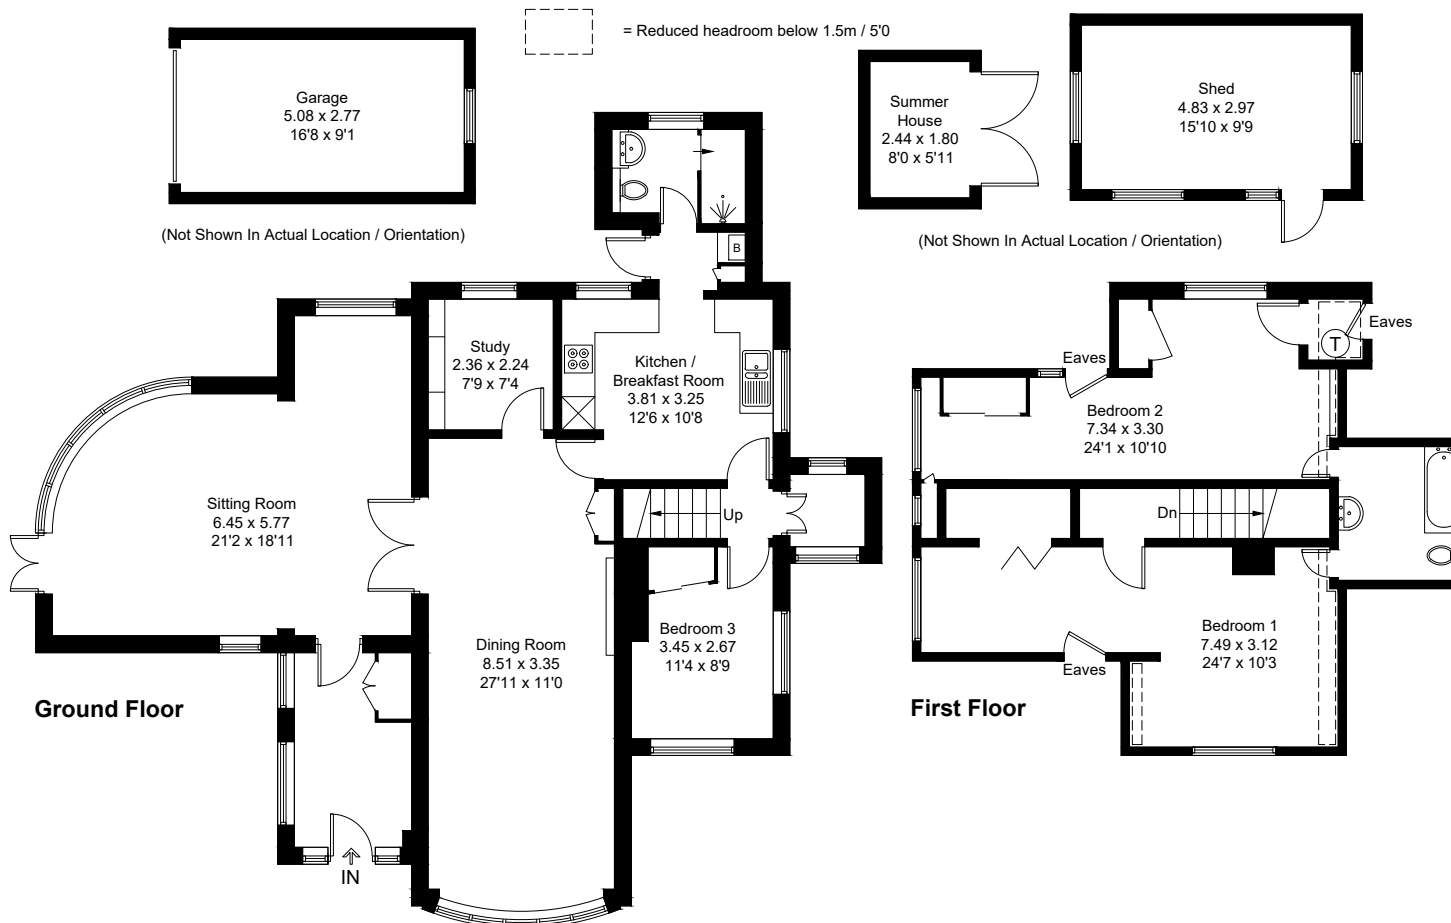 = Reduced headroom below 1.5m / 5'0
Garage
5.08 x 2.77
16'8 x 9'1
(Not Shown In Actual Location / Orientation)
Summer
House
2.44 x 1.80
8'0 x 5'11
Shed
4.83 x 2.97
15'10 x 9'9
(Not Shown In Actual Location / Orientation)
B
Study
2.36 x 2.24
7'9 x 7'4
Kitchen /
Breakfast Room
3.81 x 3.25
12'6 x 10'8
Sitting Room
6.45 x 5.77
21'2 x 18'11
Up
Dining Room
8.51 x 3.35
27'11 x 11'0
Bedroom 3
3.45 x 2.67
11'4 x 8'9
IN
Ground Floor
Eaves
T
Eaves
Bedroom 2
7.34 x 3.30
24'1 x 10'10
Dn
Bedroom 1
7.49 x 3.12
24'7 x 10'3
Eaves
First Floor